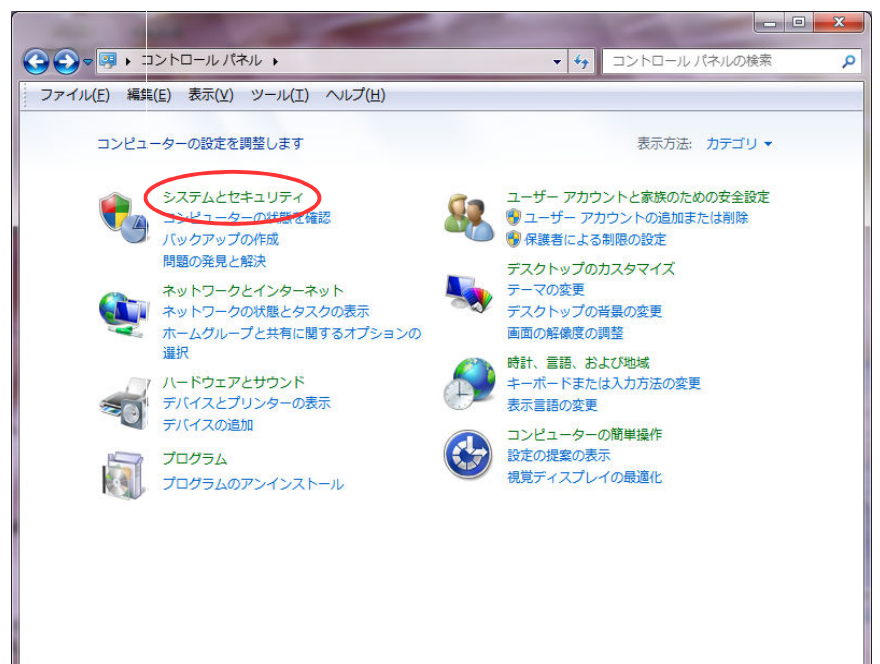 コントロール パネル
コントロール パネルの検索
ファイル(F) 編集(E) 表示(V) ツール(T) ヘルプ(H)
コンピューターの設定を調整します
表示方法: カテゴリ
システムとセキュリティ
コンピューターの状態を確認
バックアップの作成
問題の発見と解決
ネットワークとインターネット
ネットワークの状態とタスクの表示
ホームグループと共有に関するオプションの
選択
ハードウェアとサウンド
デバイスとプリンターの表示
デバイスの追加
プログラム
プログラムのアンインストール
ユーザー アカウントと家族のための安全設定
ユーザー アカウントの追加または削除
保護者による制限の設定
デスクトップのカスタマイズ
テーマの変更
デスクトップの背景の変更
画面の解像度の調整
時計、言語、および地域
キーボードまたは入力方法の変更
表示言語の変更
コンピューターの簡単操作
設定の提案の表示
視覚ディスプレイの最適化